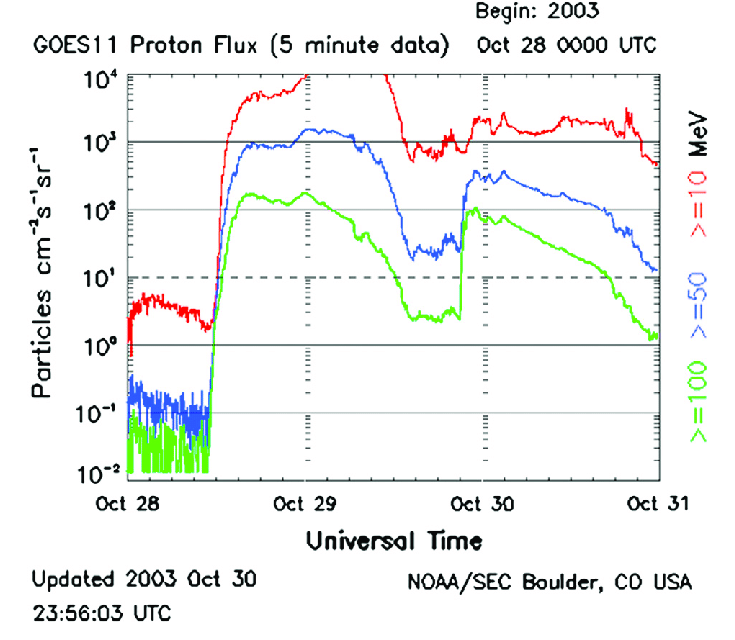 Begin: 2003
GOES11 Proton Flux (5 minute data) Oct 28 0000 UTC
10⁴
10³
10²
10¹
10⁰
10⁻¹
10⁻²
Particles cm⁻²s⁻¹sr⁻¹
>=10 MeV
>=50
>=100
Oct 28 Oct 29 Oct 30 Oct 31
Universal Time
Updated 2003 Oct 30 NOAA/SEC Boulder, CO USA
23:56:03 UTC